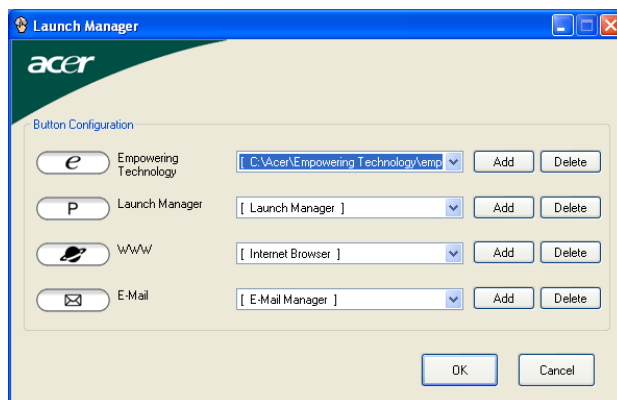 Launch Manager
acer
Button Configuration
e Empowering Technology [ C:\Acer\Empowering Technology\emp Add Delete
P Launch Manager [ Launch Manager ] Add Delete
WWW [ Internet Browser ] Add Delete
E-Mail [ E-Mail Manager ] Add Delete
OK Cancel